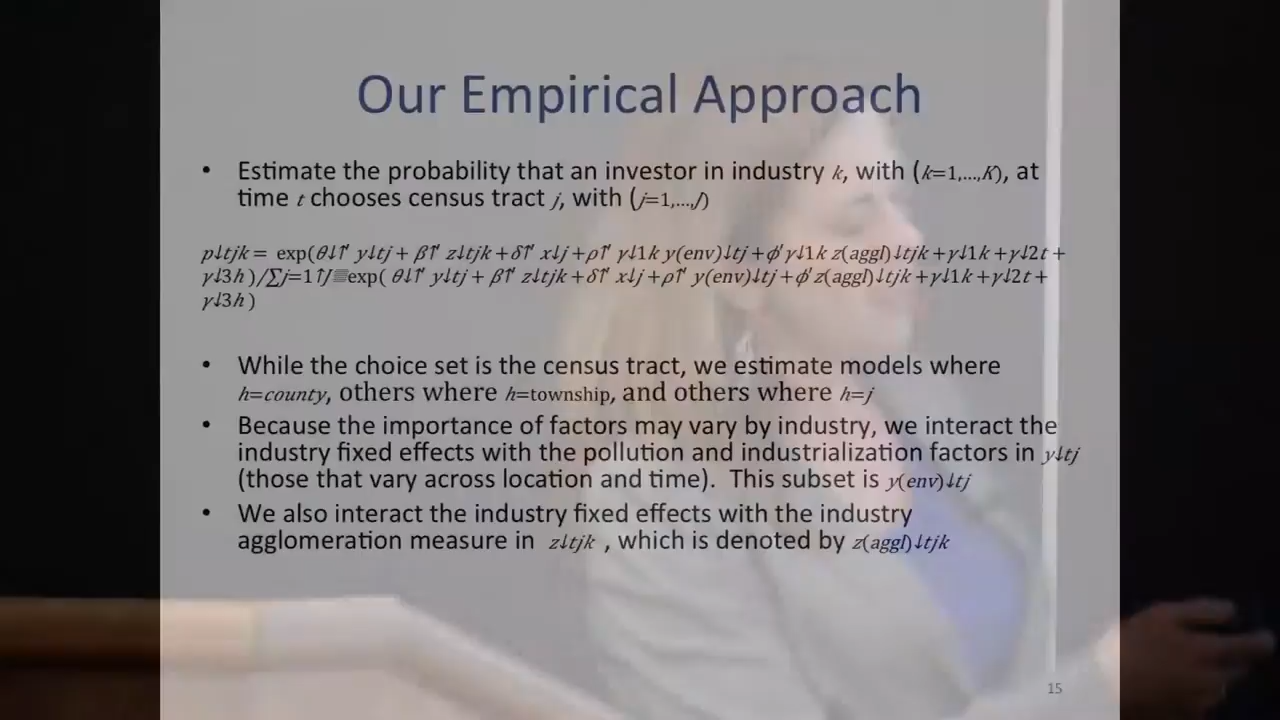 Our Empirical Approach
• Estimate the probability that an investor in industry k, with (k=1,…,K), at
time t chooses census tract j, with (j=1,…,J)
p↓tjk = exp(θ↓↑′ y↓tj + β↑′ z↓tjk +δ↑′ x↓j +ρ↑′ γ↓1k y(env)↓tj +ϕ′γ↓1k z(aggl)↓tjk +γ↓1k +γ↓2t +
γ↓3h )/∑j=1↑J▒exp( θ↓↑′ y↓tj + β↑′ z↓tjk +δ↑′ x↓j +ρ↑′ y(env)↓tj +ϕ′z(aggl)↓tjk +γ↓1k +γ↓2t +
γ↓3h )
• While the choice set is the census tract, we estimate models where
h=county, others where h=township, and others where h=j
• Because the importance of factors may vary by industry, we interact the
industry fixed effects with the pollution and industrialization factors in y↓tj
(those that vary across location and time). This subset is y(env)↓tj
• We also interact the industry fixed effects with the industry
agglomeration measure in z↓tjk , which is denoted by z(aggl)↓tjk
15